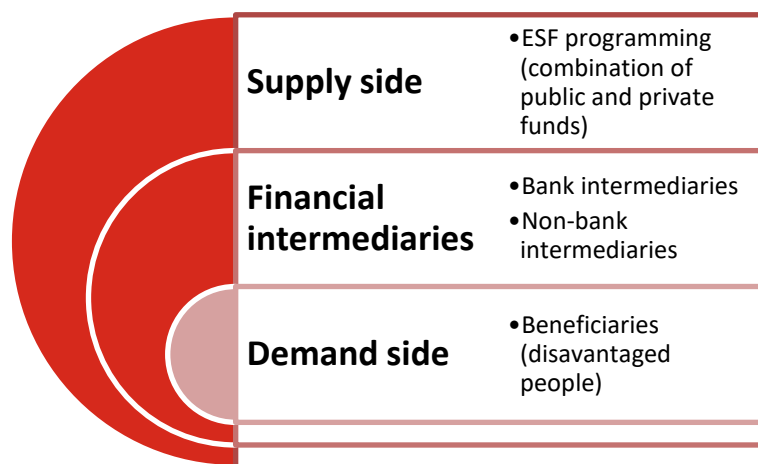 Supply side
•ESF programming
(combination of
public and private
funds)
Financial
intermediaries
•Bank intermediaries
•Non-bank
intermediaries
Demand side
•Beneficiaries
(disavantaged
people)